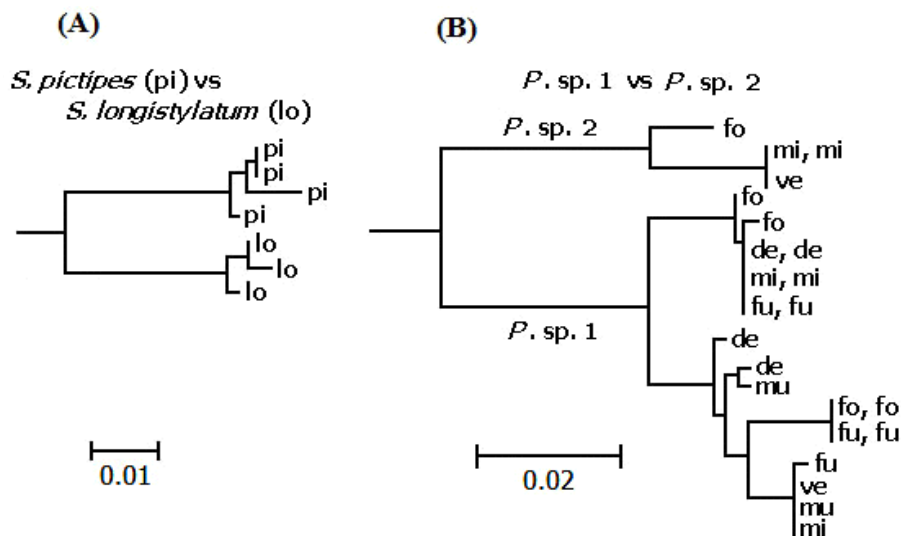 (A)
S. pictipes (pi) vs
S. longistylatum (lo)
pi
pi
pi
pi
lo
lo
lo
0.01
(B)
P. sp. 1 vs P. sp. 2
P. sp. 2
fo
mi, mi
ve
P. sp. 1
fo
fo
de, de
mi, mi
fu, fu
de
de
mu
fo, fo
fu, fu
fu
ve
mu
mi
0.02